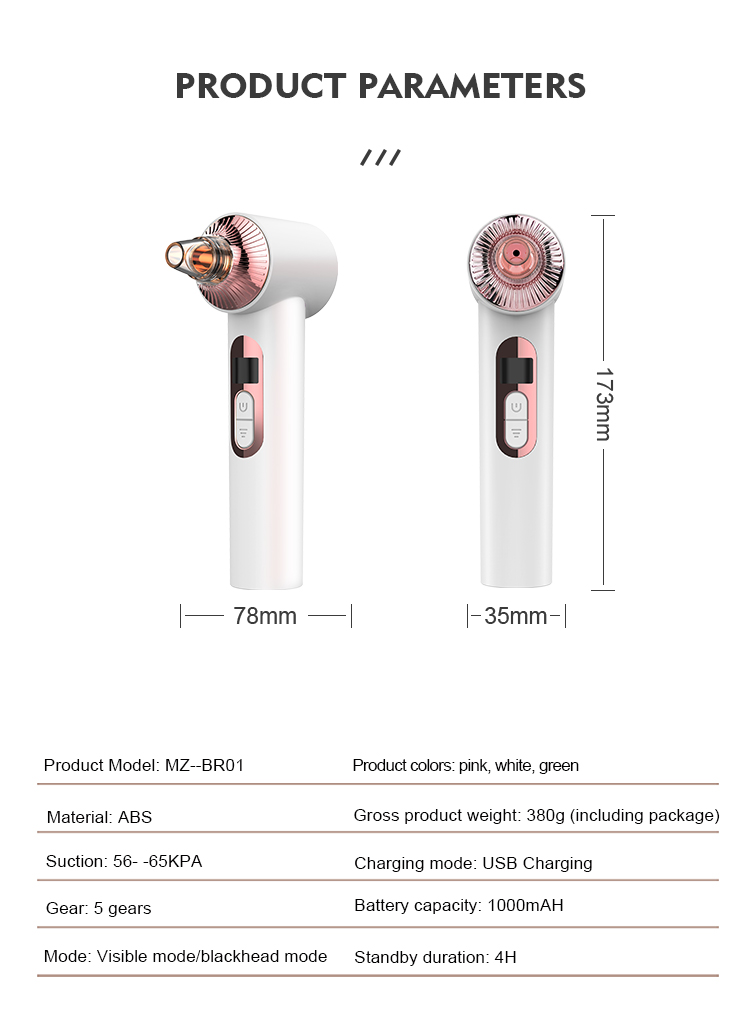 PRODUCT PARAMETERS
173mm
78mm
35mm
Product Model: MZ--BR01
Product colors: pink, white, green
Material: ABS
Gross product weight: 380g (including package)
Suction: 56- -65KPA
Charging mode: USB Charging
Gear: 5 gears
Battery capacity: 1000mAH
Mode: Visible mode/blackhead mode
Standby duration: 4H